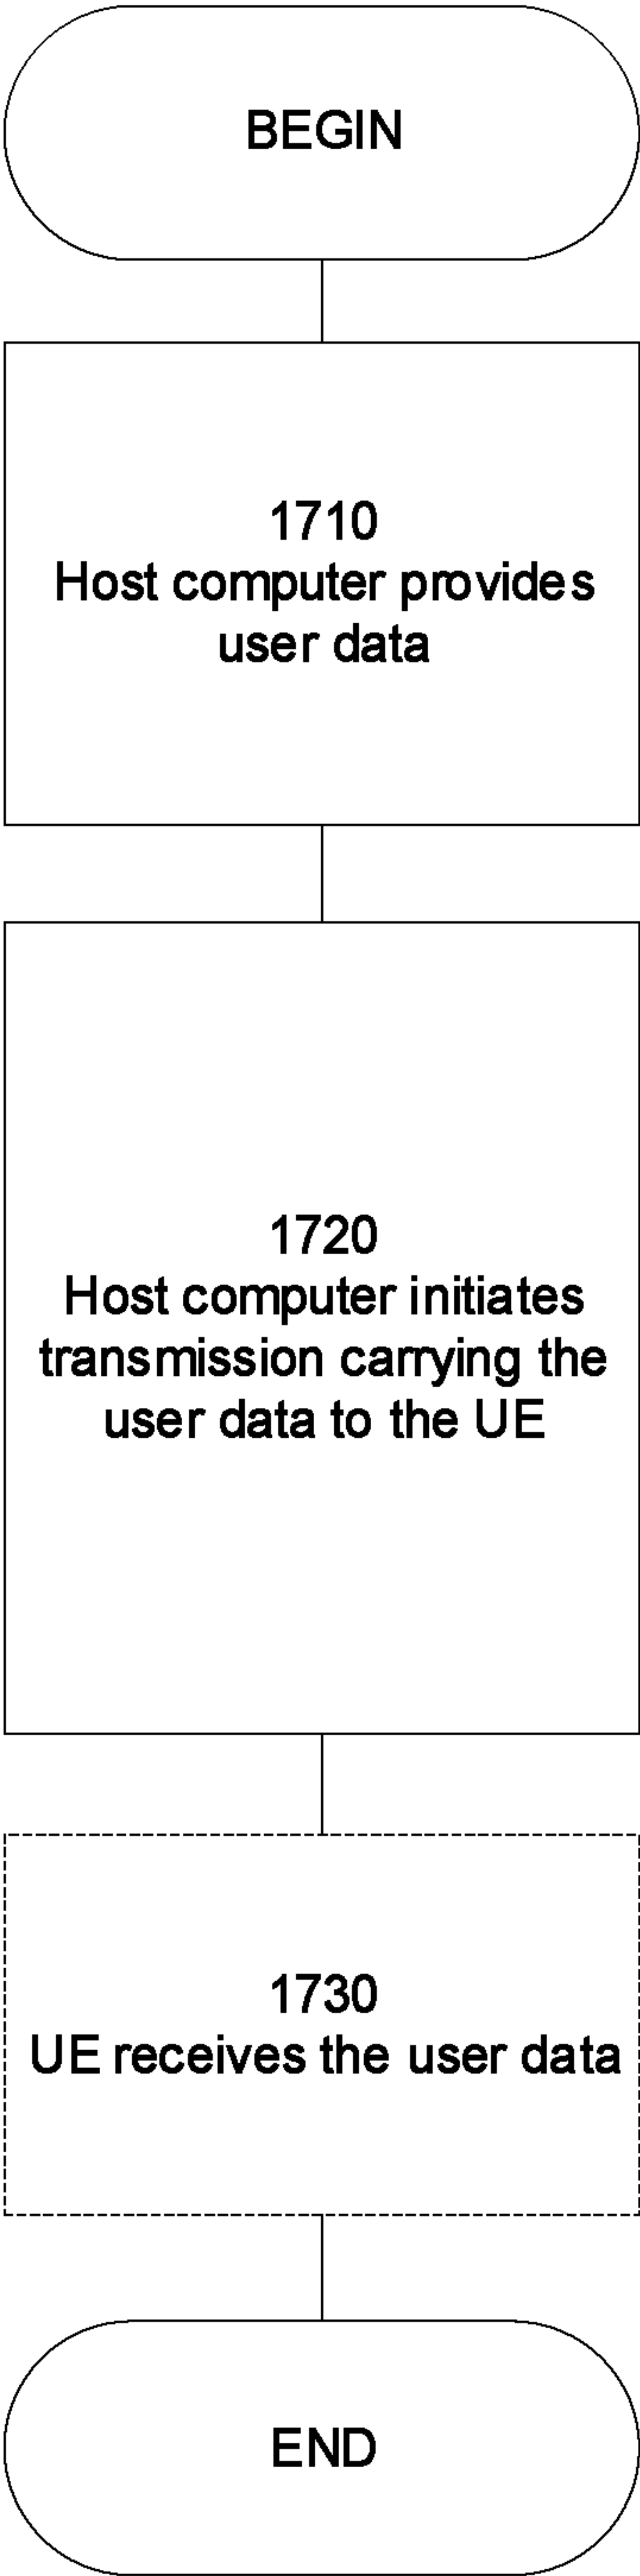 BEGIN
1710
Host computer provides
user data
1720
Host computer initiates
transmission carrying the
user data to the UE
1730
UE receives the user data
END